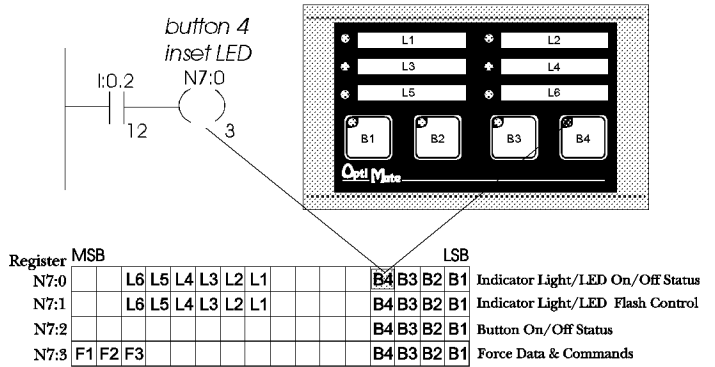 button 4
inset LED
I:0.2
N7:0
12
3
L1
L2
L3
L4
L5
L6
B1
B2
B3
B4
Opti Mate
Register MSB LSB
N7:0 L6 L5 L4 L3 L2 L1 B4 B3 B2 B1 Indicator Light/LED On/Off Status
N7:1 L6 L5 L4 L3 L2 L1 B4 B3 B2 B1 Indicator Light/LED Flash Control
N7:2 B4 B3 B2 B1 Button On/Off Status
N7:3 F1 F2 F3 B4 B3 B2 B1 Force Data & Commands